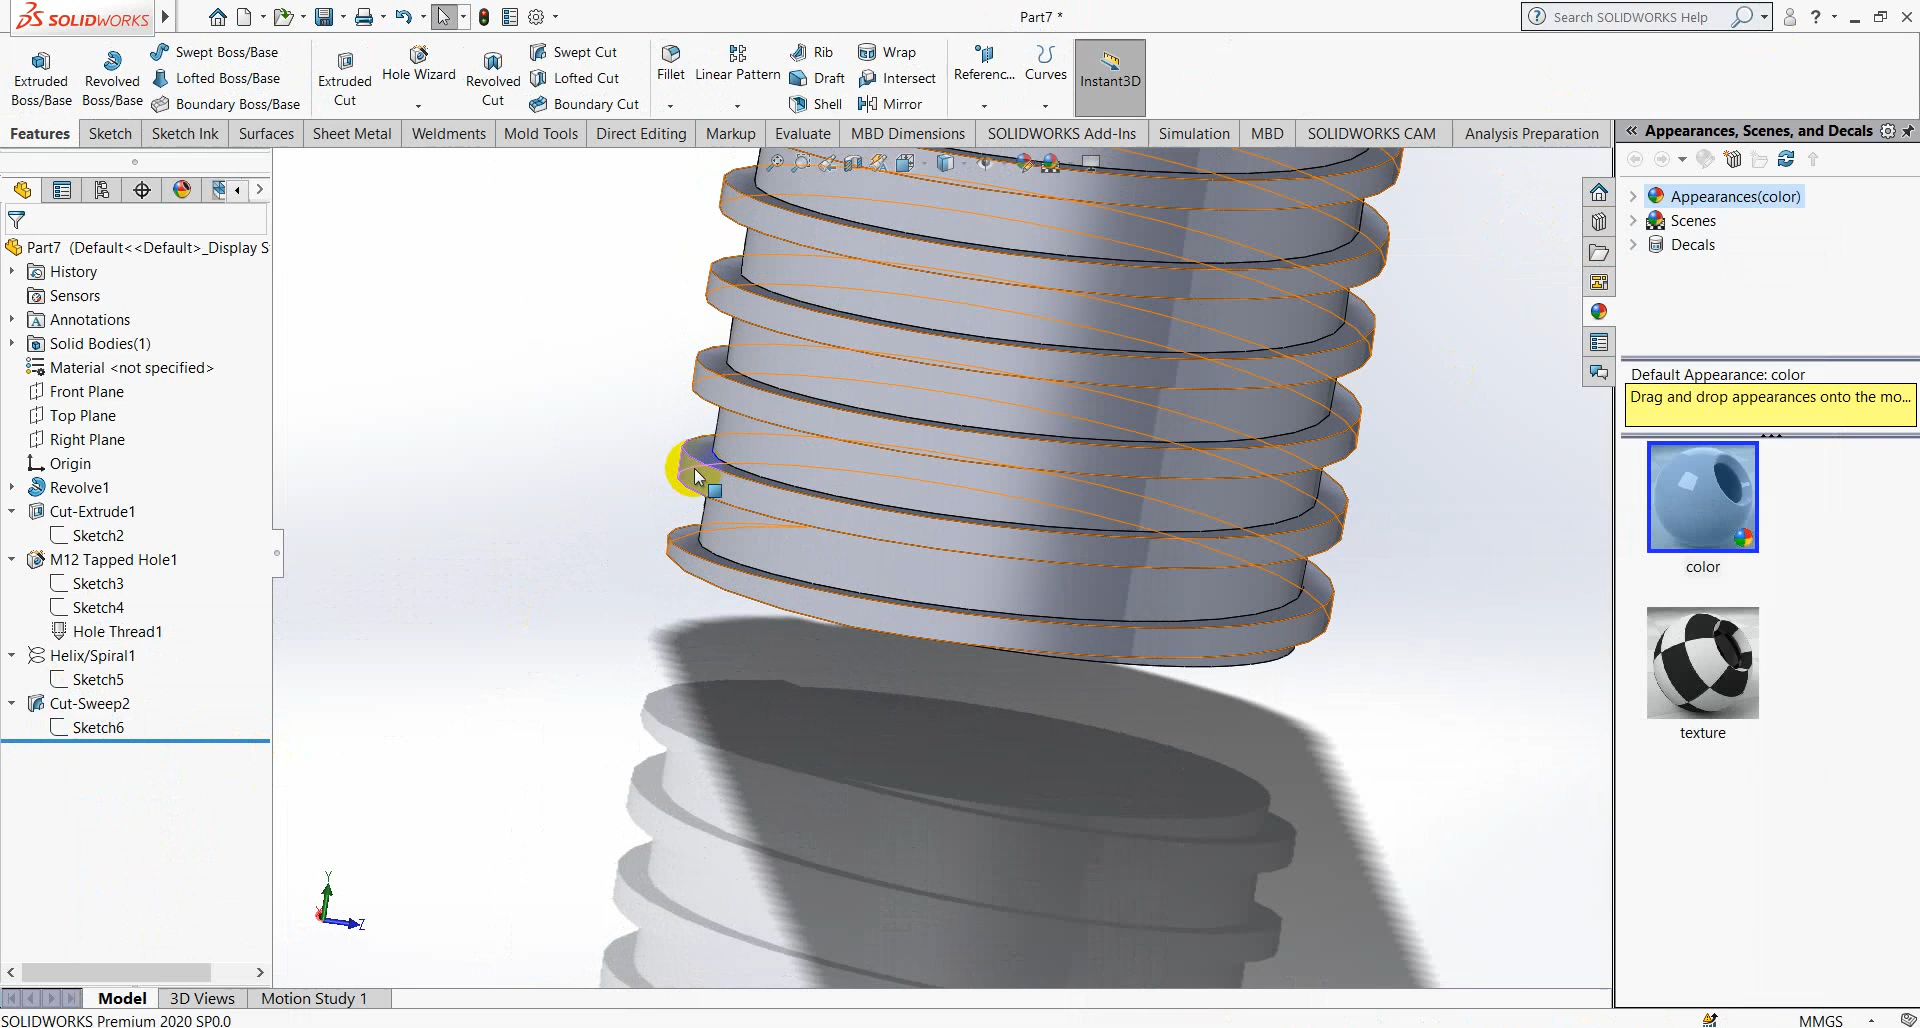 SOLIDWORKS
Part7 *
Search SOLIDWORKS Help
Extruded Boss/Base
Revolved Boss/Base
Swept Boss/Base
Lofted Boss/Base
Boundary Boss/Base
Extruded Cut
Hole Wizard
Revolved Cut
Swept Cut
Lofted Cut
Boundary Cut
Fillet
Linear Pattern
Rib
Draft
Shell
Wrap
Intersect
Mirror
Referenc...
Curves
Instant3D
Features
Sketch
Sketch Ink
Surfaces
Sheet Metal
Weldments
Mold Tools
Direct Editing
Markup
Evaluate
MBD Dimensions
SOLIDWORKS Add-Ins
Simulation
MBD
SOLIDWORKS CAM
Analysis Preparation
Part7 (Default<<Default>_Display S
History
Sensors
Annotations
Solid Bodies(1)
Material <not specified>
Front Plane
Top Plane
Right Plane
Origin
Revolve1
Cut-Extrude1
Sketch2
M12 Tapped Hole1
Sketch3
Sketch4
Hole Thread1
Helix/Spiral1
Sketch5
Cut-Sweep2
Sketch6
Y
Z
Appearances, Scenes, and Decals
Appearances(color)
Scenes
Decals
Default Appearance: color
Drag and drop appearances onto the mo...
color
texture
Model
3D Views
Motion Study 1
SOLIDWORKS Premium 2020 SP0.0
MMGS